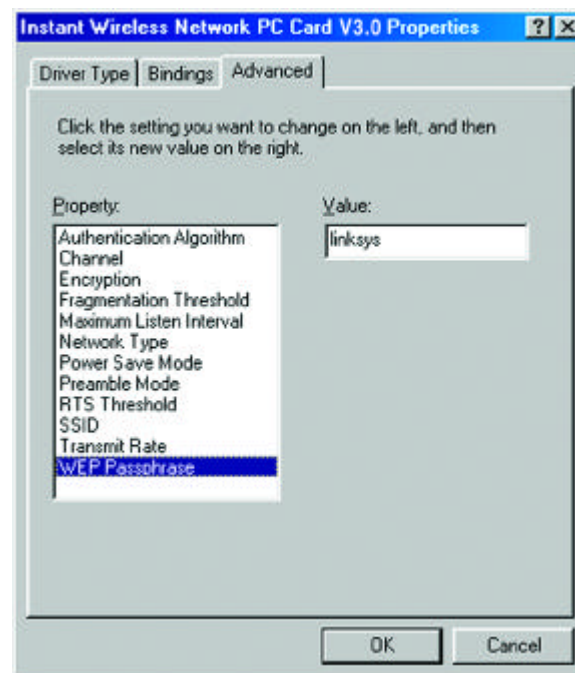 Instant Wireless Network PC Card V3.0 Properties
Driver Type Bindings Advanced
Click the setting you want to change on the left, and then
select its new value on the right.
Property:
Authentication Algorithm
Channel
Encryption
Fragmentation Threshold
Maximum Listen Interval
Network Type
Power Save Mode
Preamble Mode
RTS Threshold
SSID
Transmit Rate
WEP Passphrase
Value:
linksys
OK Cancel